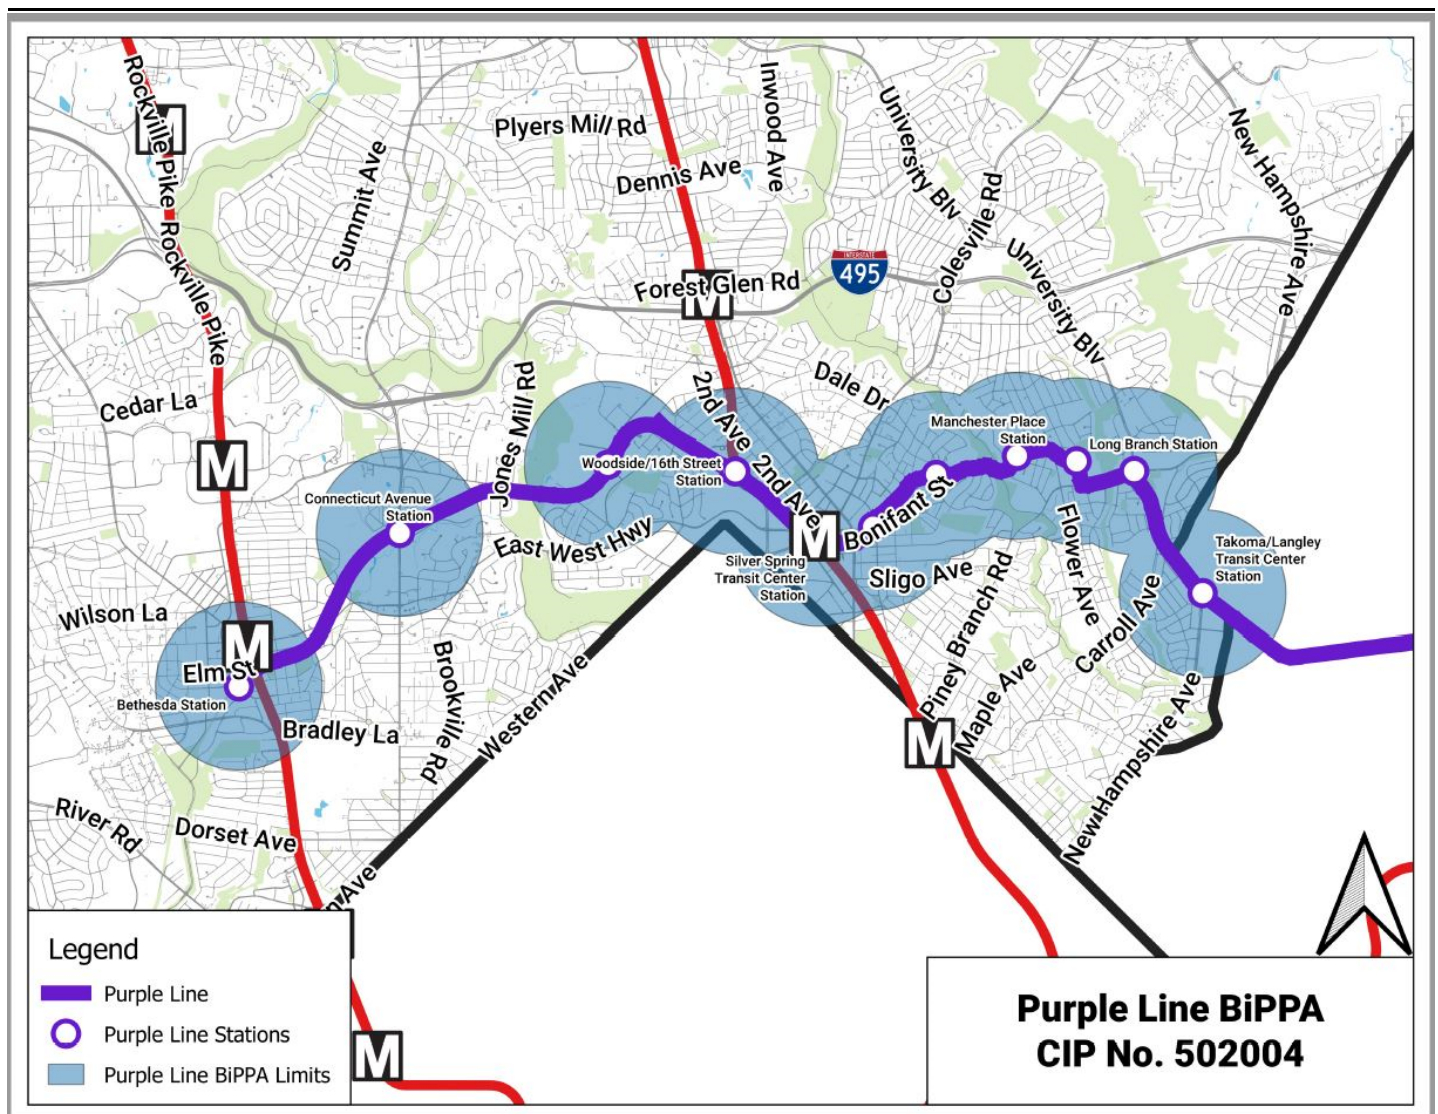 Rockville Pike
M
Rockville Pike
Summit Ave
Plyers Mill Rd
Dennis Ave
Inwood Ave
University Blv
Colesville Rd
New Hampshire Ave
INTERSTATE
495
Forest Glen Rd
M
University Blv
Cedar La
M
Jones Mill Rd
2nd Ave
2nd Ave
Dale Dr
Manchester Place
Station
Long Branch Station
Woodside/16th Street
Station
Connecticut Avenue
Station
East West Hwy
M
Bonifant St
Silver Spring
Transit Center
Station
Sligo Ave
Piney Branch Rd
Flower Ave
Carroll Ave
Takoma/Langley
Transit Center
Station
Wilson La
M
Elm St
Bethesda Station
Bradley La
Brookville Rd
Western Ave
M
Maple Ave
New Hampshire Ave
River Rd
Dorset Ave
n Ave
M
Legend
Purple Line
Purple Line Stations
Purple Line BiPPA Limits
Purple Line BiPPA
CIP No. 502004